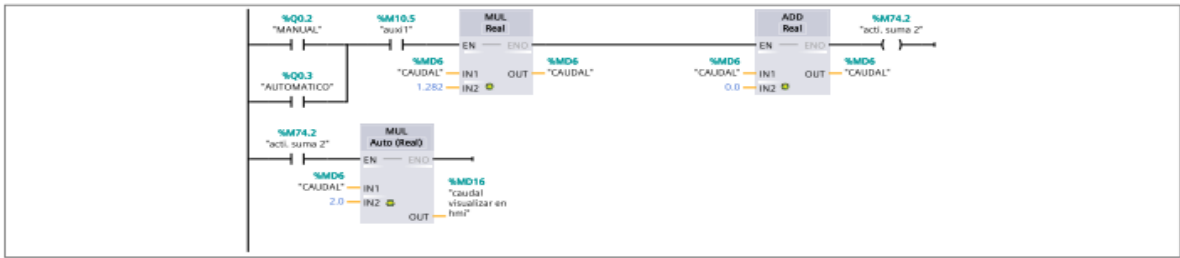 %Q0.2
"MANUAL"
%M10.5
"auxi1"
MUL
Real
EN ENO
%MD6
"CAUDAL" IN1
1.282 IN2
OUT
%MD6
"CAUDAL"
ADD
Real
EN ENO
%MD6
"CAUDAL" IN1
0.0 IN2
OUT
%MD6
"CAUDAL"
%M74.2
"acti. suma 2"
%Q0.3
"AUTOMATICO"
%M74.2
"acti. suma 2"
MUL
Auto (Real)
EN ENO
%MD6
"CAUDAL" IN1
2.0 IN2
OUT
%MD16
"caudal
visualizar en
hmi"